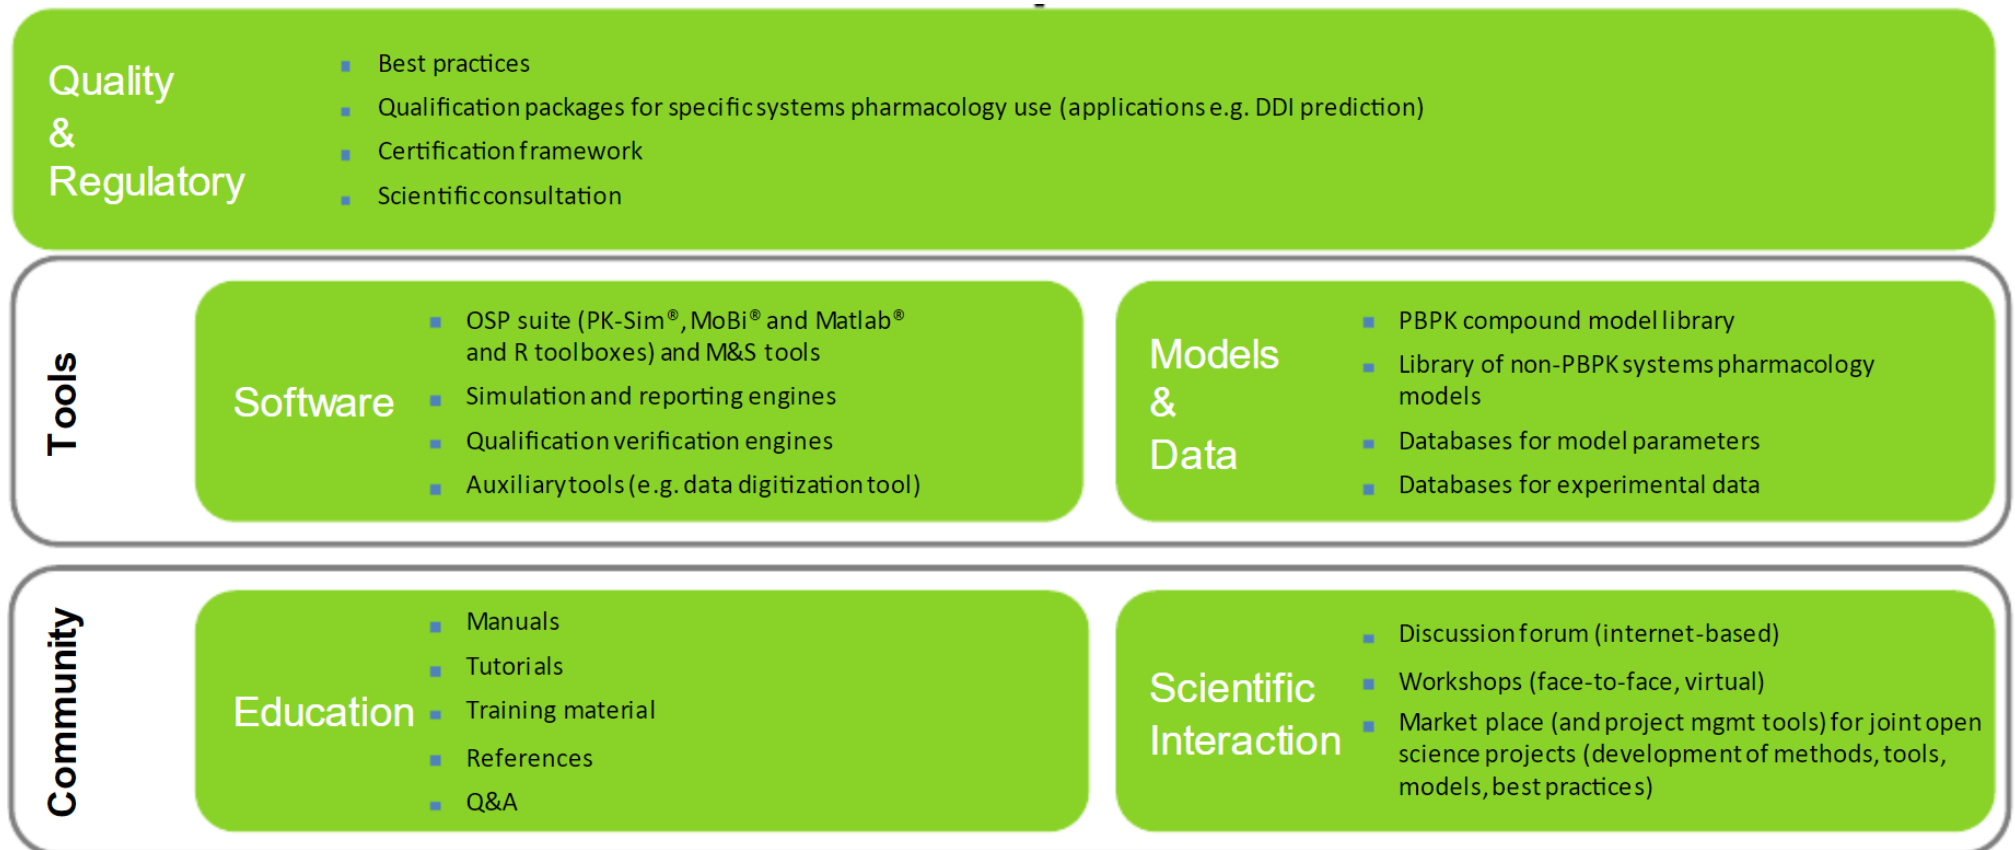 Quality
&
Regulatory
Best practices
Qualification packages for specific systems pharmacology use (applications e.g. DDI prediction)
Certification framework
Scientific consultation
Tools
Software
OSP suite (PK-Sim®, MoBi® and Matlab®
and R toolboxes) and M&S tools
Simulation and reporting engines
Qualification verification engines
Auxiliary tools (e.g. data digitization tool)
Models
&
Data
PBPK compound model library
Library of non-PBPK systems pharmacology
models
Databases for model parameters
Databases for experimental data
Community
Education
Manuals
Tutorials
Training material
References
Q&A
Scientific
Interaction
Discussion forum (internet-based)
Workshops (face-to-face, virtual)
Market place (and project mgmt tools) for joint open
science projects (development of methods, tools,
models, best practices)